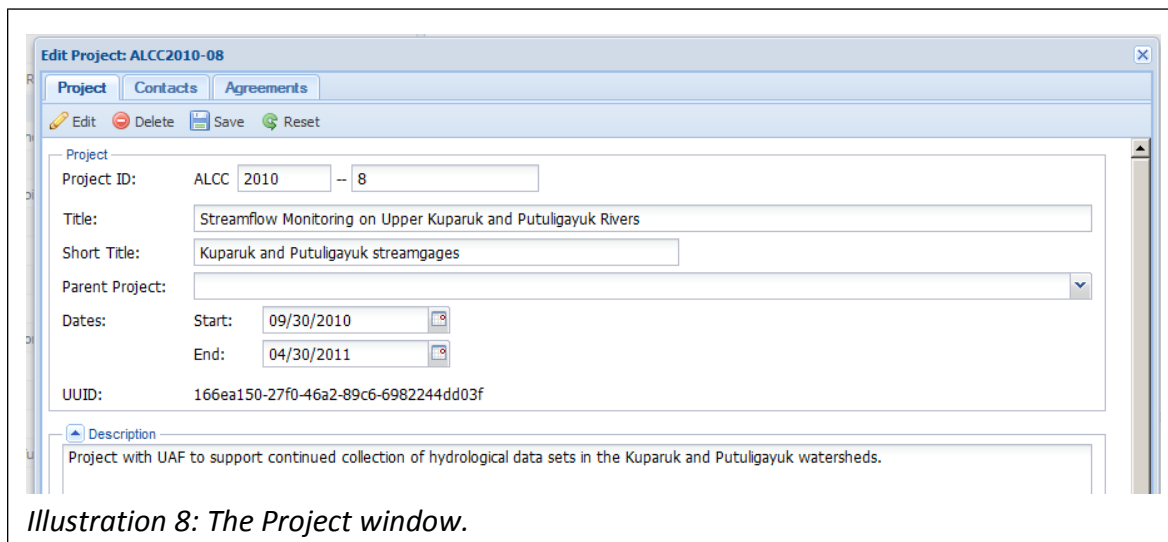 Edit Project: ALCC2010-08
Project Contacts Agreements
Edit Delete Save Reset
Project
Project ID: ALCC 2010 -- 8
Title: Streamflow Monitoring on Upper Kuparuk and Putuligayuk Rivers
Short Title: Kuparuk and Putuligayuk streamgages
Parent Project:
Dates: Start: 09/30/2010
End: 04/30/2011
UUID: 166ea150-27f0-46a2-89c6-6982244dd03f
Description
Project with UAF to support continued collection of hydrological data sets in the Kuparuk and Putuligayuk watersheds.
Illustration 8: The Project window.